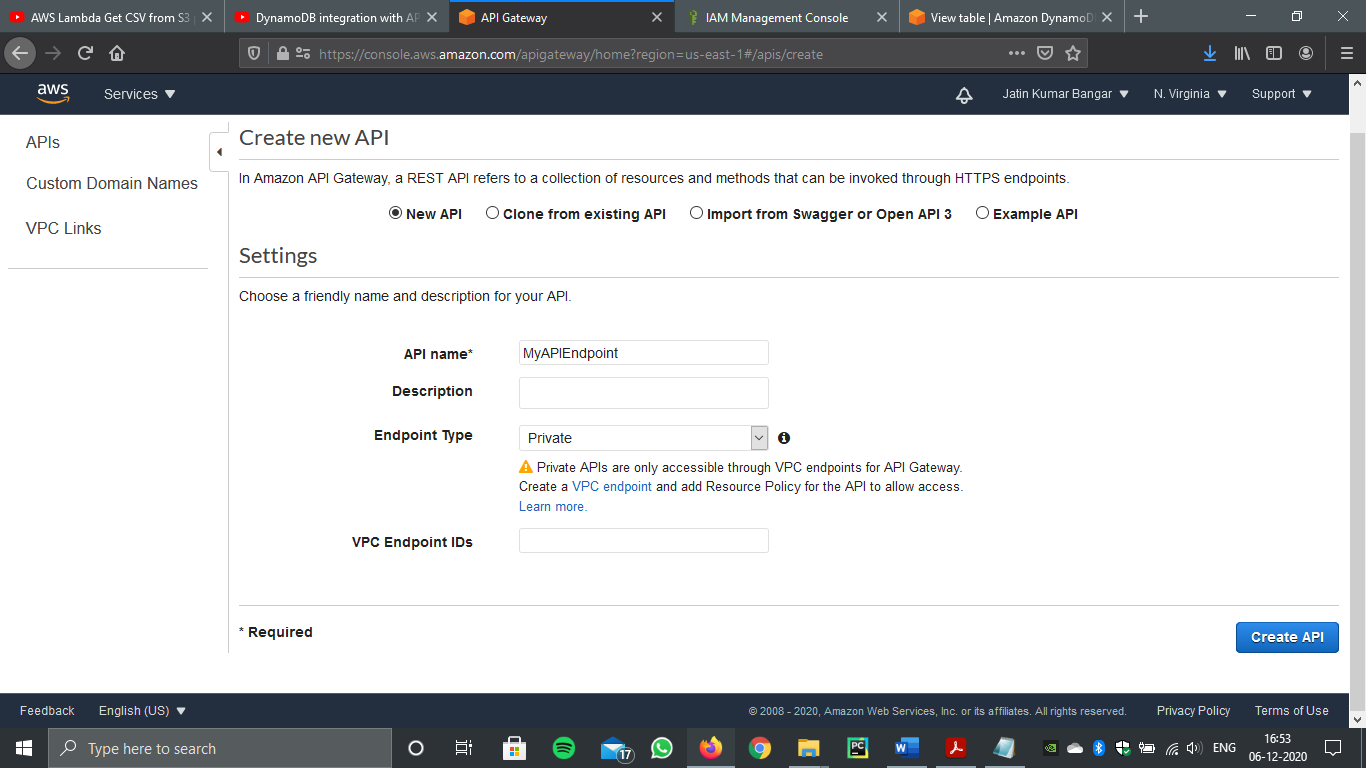 AWS Lambda Get CSV from S3
DynamoDB integration with AP
API Gateway
IAM Management Console
View table | Amazon DynamoD
https://console.aws.amazon.com/apigateway/home?region=us-east-1#/apis/create
aws
Services
Jatin Kumar Bangar
N. Virginia
Support
APIs
Custom Domain Names
VPC Links
Create new API
In Amazon API Gateway, a REST API refers to a collection of resources and methods that can be invoked through HTTPS endpoints.
New API
Clone from existing API
Import from Swagger or Open API 3
Example API
Settings
Choose a friendly name and description for your API.
API name*
MyAPIEndpoint
Description
Endpoint Type
Private
Private APIs are only accessible through VPC endpoints for API Gateway.
Create a VPC endpoint and add Resource Policy for the API to allow access.
Learn more.
VPC Endpoint IDs
* Required
Create API
Feedback
English (US)
© 2008 - 2020, Amazon Web Services, Inc. or its affiliates. All rights reserved.
Privacy Policy
Terms of Use
Type here to search
17
PC
W
ENG
16:53
06-12-2020